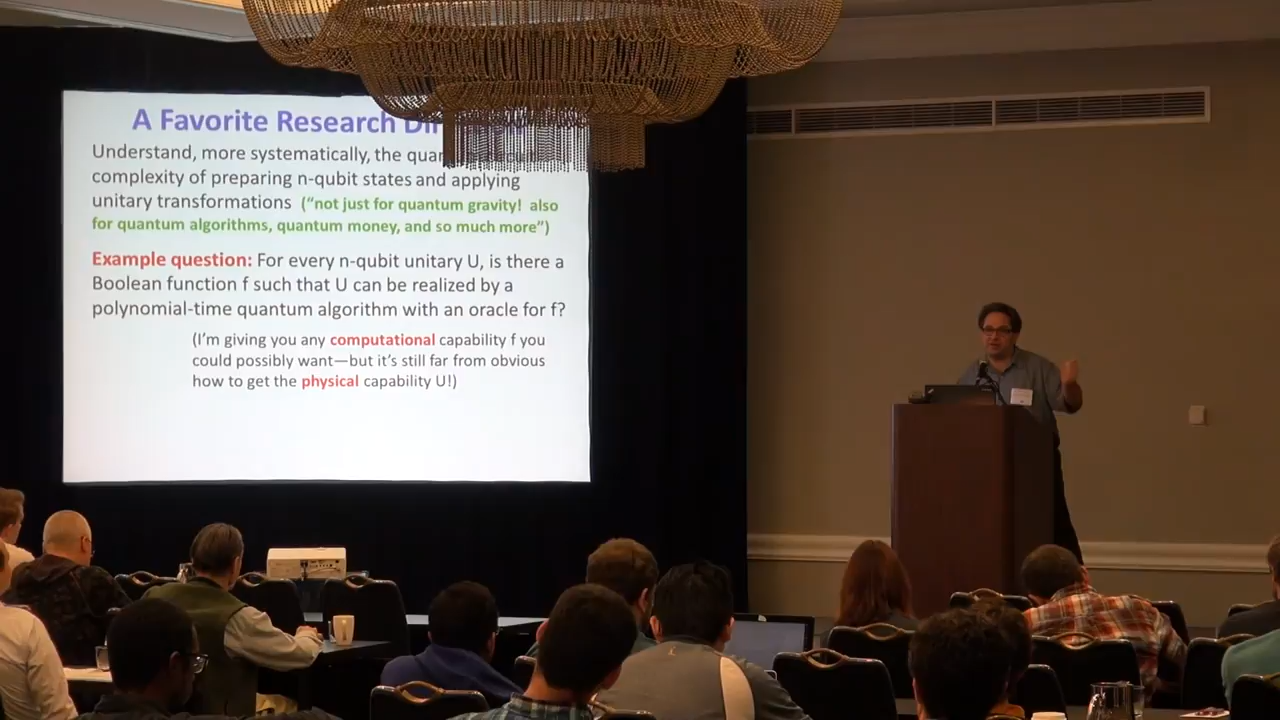 A Favorite Research
Understand, more systematically, the
complexity of preparing n-qubit states and applying
unitary transformations (“not just for quantum gravity! also
for quantum algorithms, quantum money, and so much more”)
Example question: For every n-qubit unitary U, is there a
Boolean function f such that U can be realized by a
polynomial-time quantum algorithm with an oracle for f?
(I’m giving you any computational capability f you
could possibly want—but it’s still far from obvious
how to get the physical capability U!)